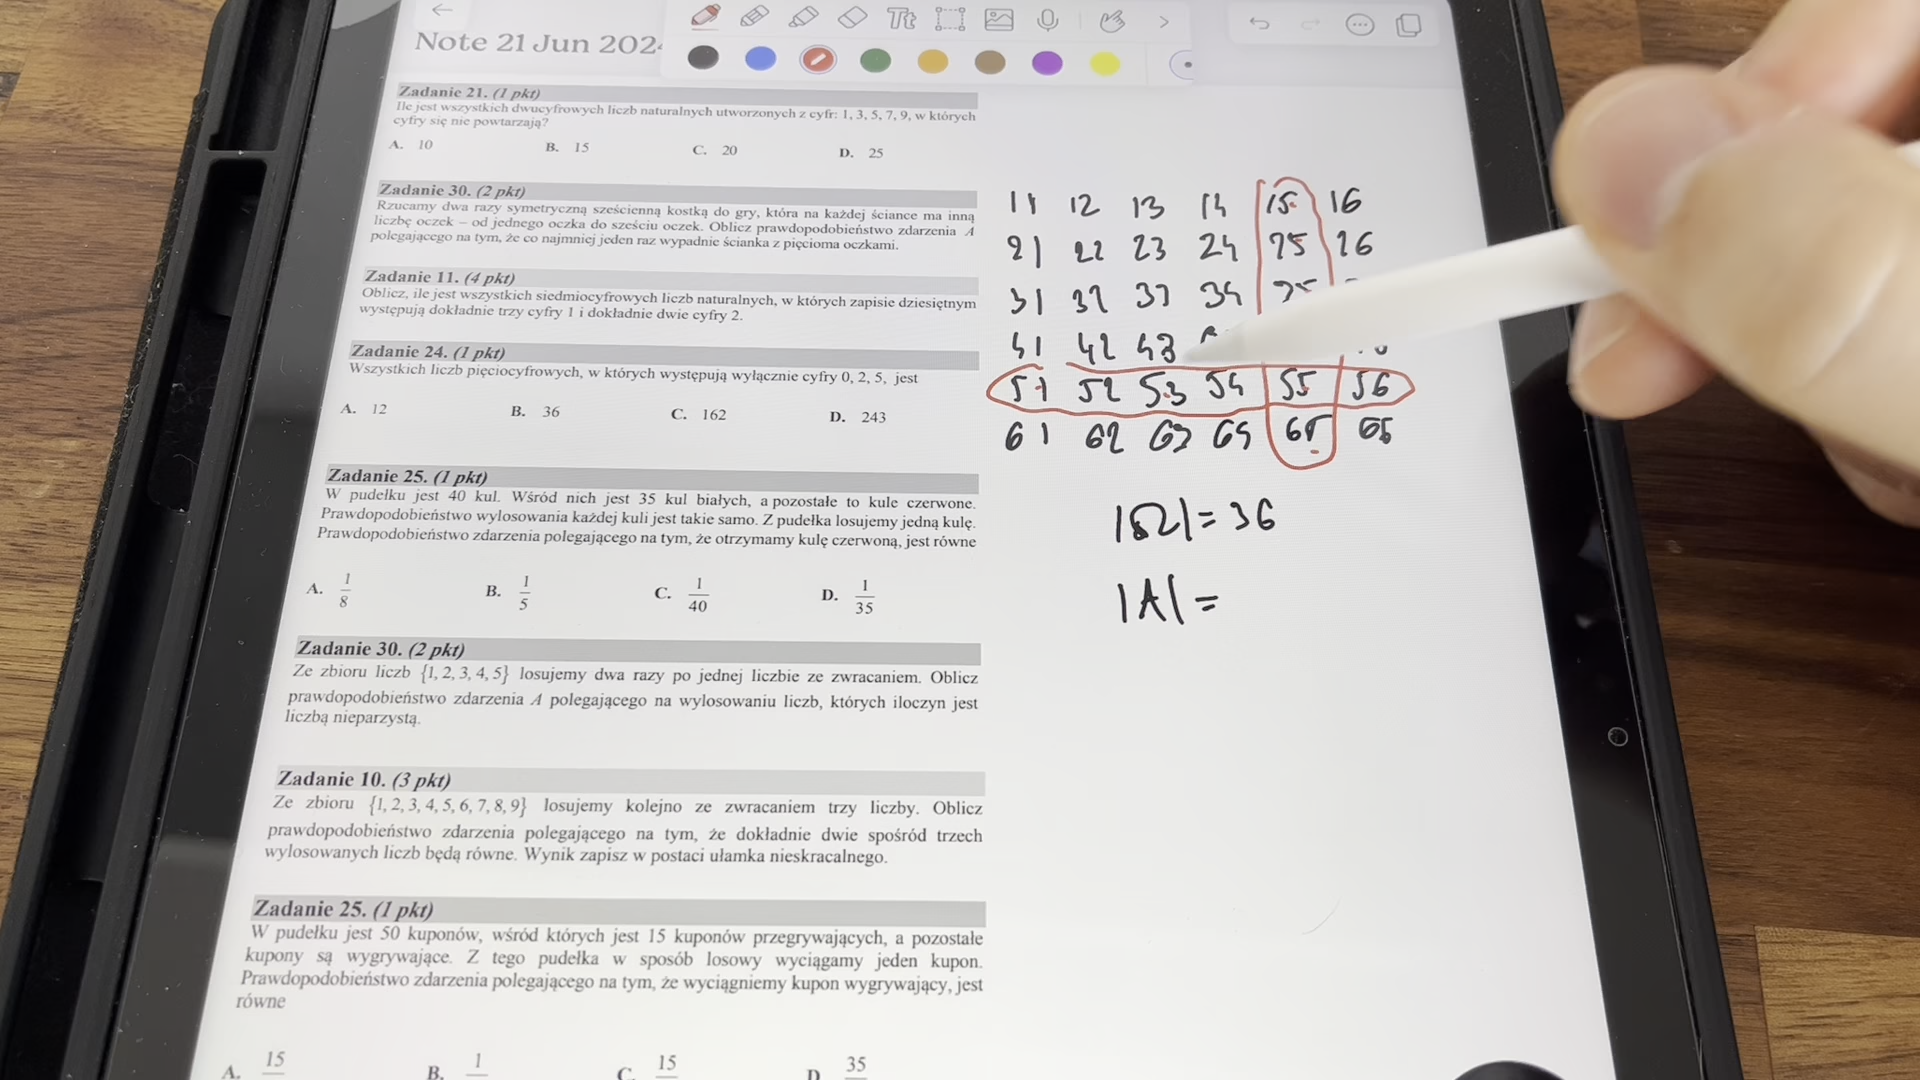 Note 21 Jun 202
Zadanie 21. (1 pkt)
Ile jest wszystkich dwucyfrowych liczb naturalnych utworzonych z cyfr: 1, 3, 5, 7, 9, w których
cyfry się nie powtarzają?
A. 10 B. 15 C. 20 D. 25
Zadanie 30. (2 pkt)
Rzucamy dwa razy symetryczną sześcienną kostką do gry, która na każdej ściance ma inną
liczbę oczek – od jednego oczka do sześciu oczek. Oblicz prawdopodobieństwo zdarzenia A
polegającego na tym, że co najmniej jeden raz wypadnie ścianka z pięcioma oczkami.
Zadanie 11. (4 pkt)
Oblicz, ile jest wszystkich siedmiocyfrowych liczb naturalnych, w których zapisie dziesiętnym
występują dokładnie trzy cyfry 1 i dokładnie dwie cyfry 2.
Zadanie 24. (1 pkt)
Wszystkich liczb pięciocyfrowych, w których występują wyłącznie cyfry 0, 2, 5, jest
A. 12 B. 36 C. 162 D. 243
Zadanie 25. (1 pkt)
W pudełku jest 40 kul. Wśród nich jest 35 kul białych, a pozostałe to kule czerwone.
Prawdopodobieństwo wylosowania każdej kuli jest takie samo. Z pudełka losujemy jedną kulę.
Prawdopodobieństwo zdarzenia polegającego na tym, że otrzymamy kulę czerwoną, jest równe
A. 1/8 B. 1/5 C. 1/40 D. 1/35
Zadanie 30. (2 pkt)
Ze zbioru liczb {1, 2, 3, 4, 5} losujemy dwa razy po jednej liczbie ze zwracaniem. Oblicz
prawdopodobieństwo zdarzenia A polegającego na wylosowaniu liczb, których iloczyn jest
liczbą nieparzystą.
Zadanie 10. (3 pkt)
Ze zbioru {1, 2, 3, 4, 5, 6, 7, 8, 9} losujemy kolejno ze zwracaniem trzy liczby. Oblicz
prawdopodobieństwo zdarzenia polegającego na tym, że dokładnie dwie spośród trzech
wylosowanych liczb będą równe. Wynik zapisz w postaci ułamka nieskracalnego.
Zadanie 25. (1 pkt)
W pudełku jest 50 kuponów, wśród których jest 15 kuponów przegrywających, a pozostałe
kupony są wygrywające. Z tego pudełka w sposób losowy wyciągamy jeden kupon.
Prawdopodobieństwo zdarzenia polegającego na tym, że wyciągniemy kupon wygrywający, jest
równe
A. 15 B. 1 C. 15 D. 35
11 12 13 14 15 16
21 22 23 24 25 26
31 32 33 34 35
41 42 43
51 52 53 54 55 56
61 62 63 64 65 66
|Ω| = 36
|A| =
Tt